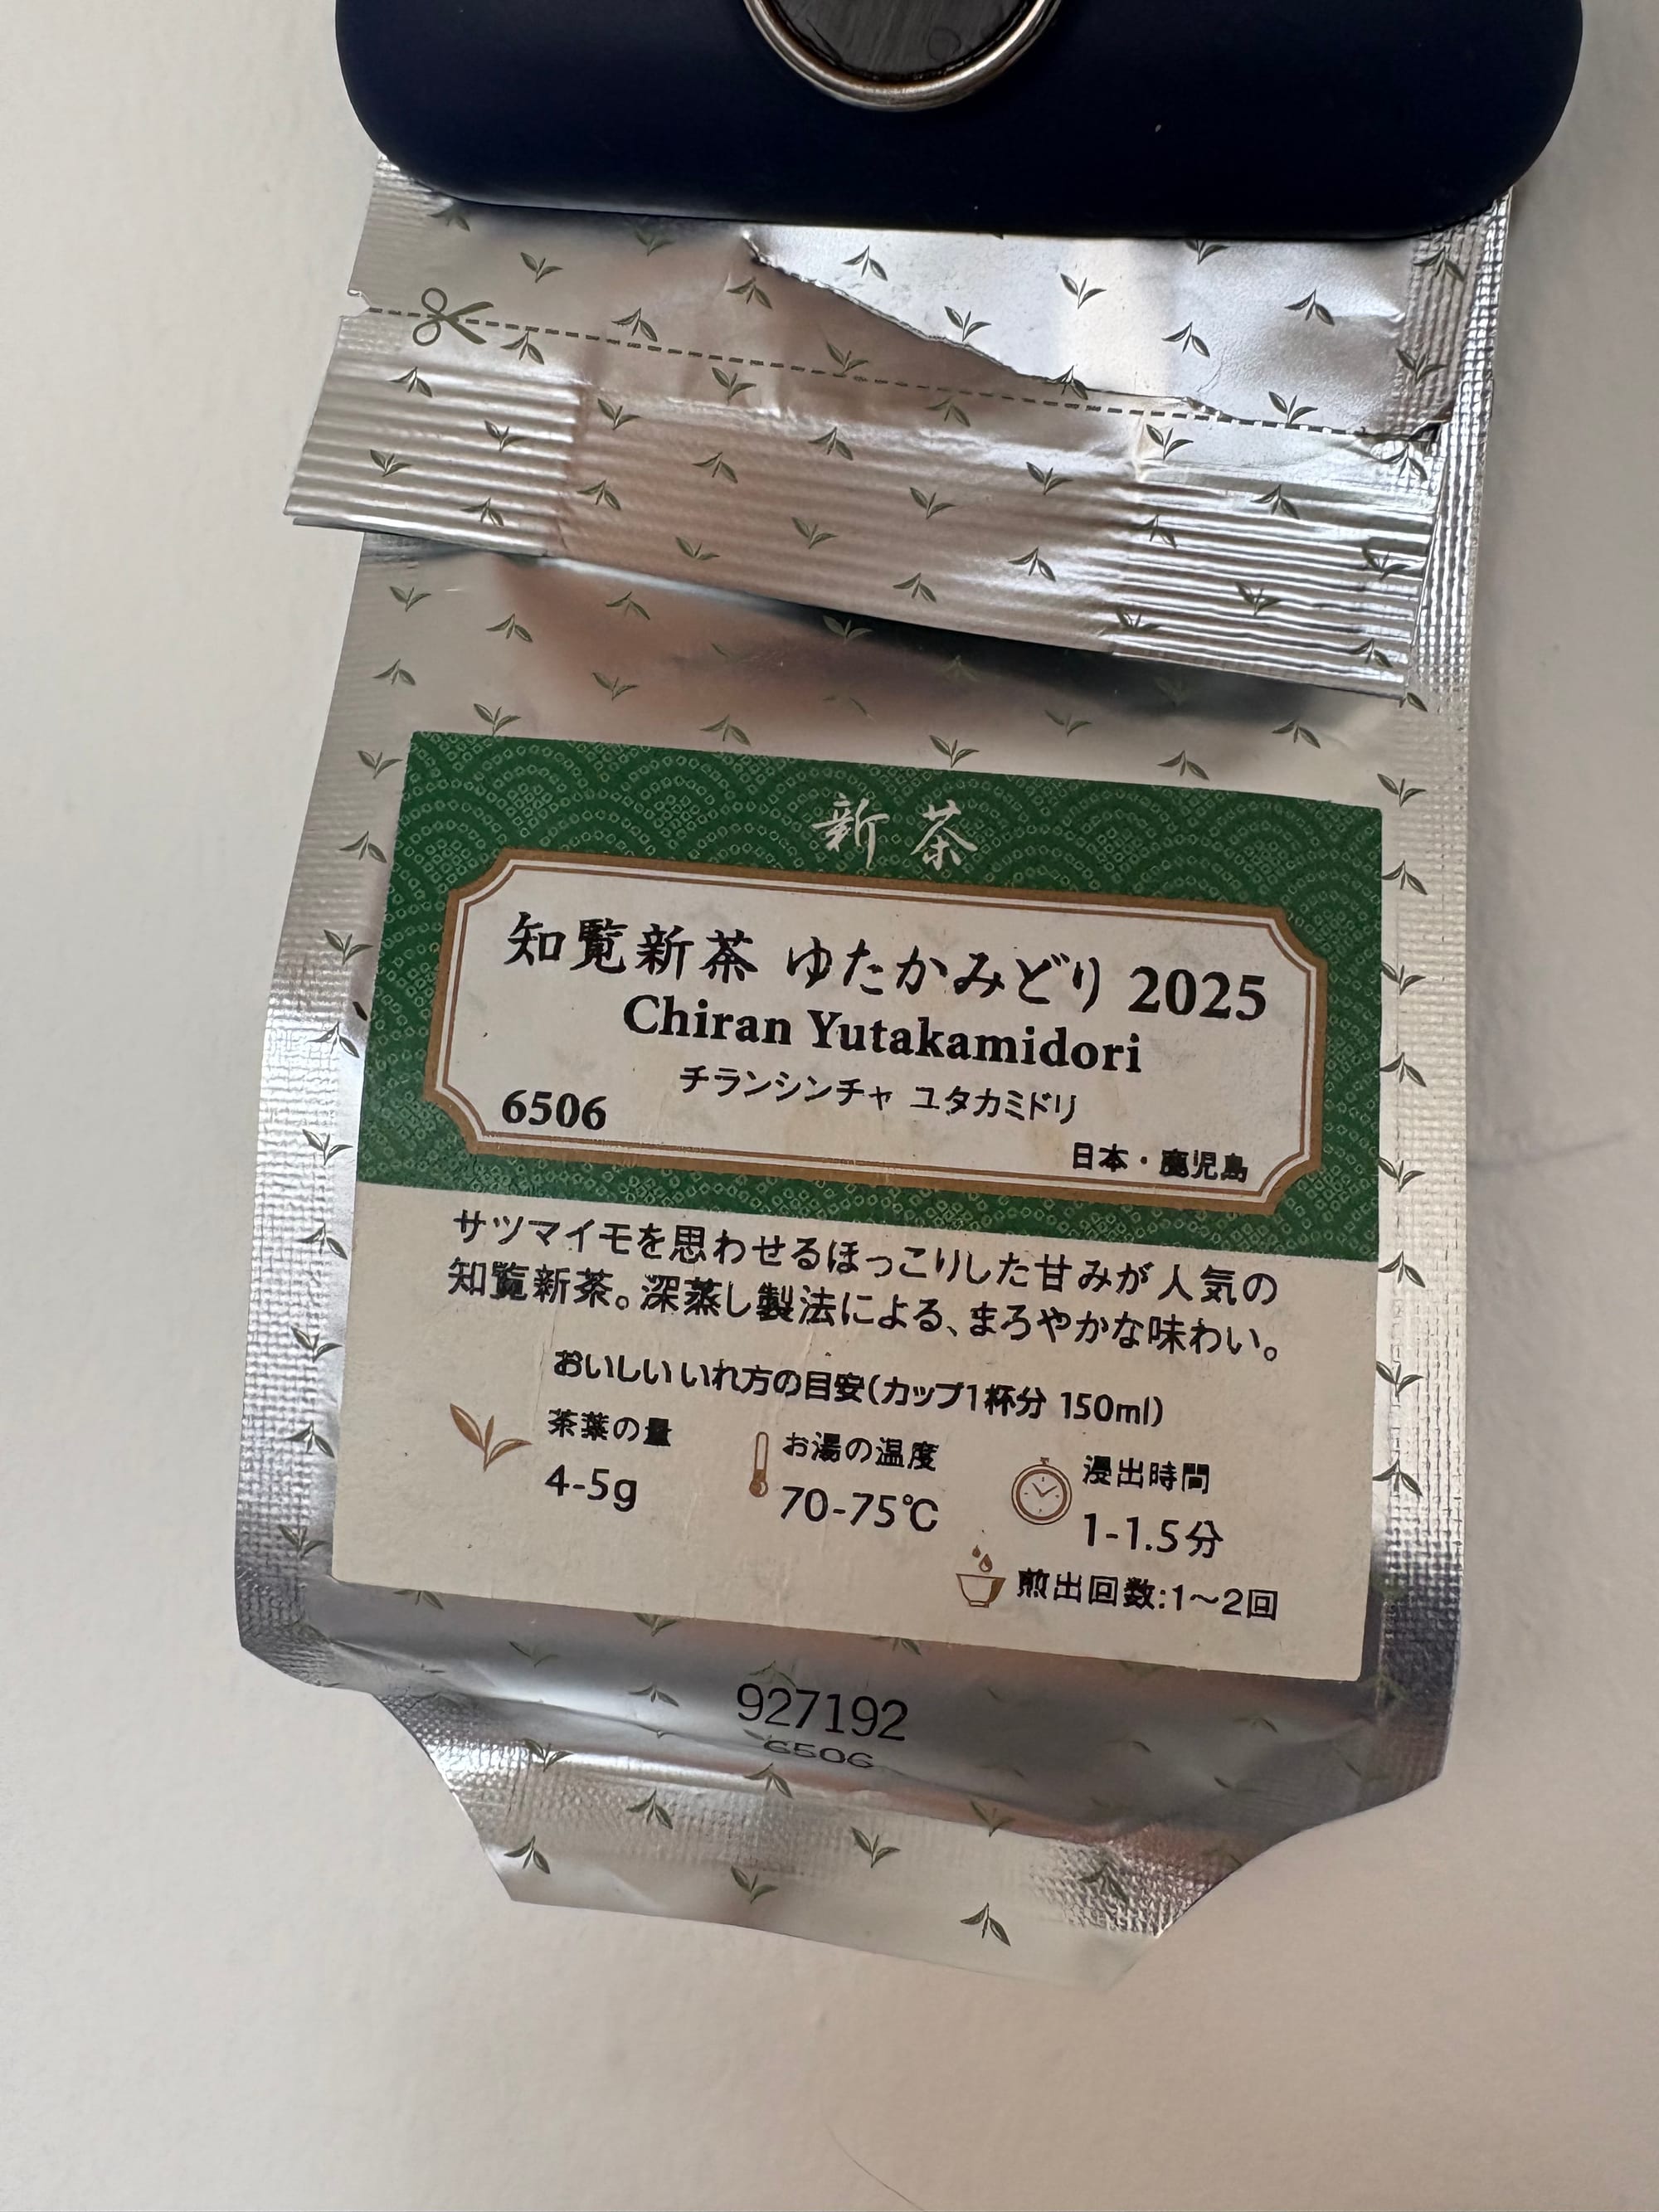 新茶
知覧新茶 ゆたかみどり 2025
Chiran Yutakamidori
チランシンチャ ユタカミドリ
6506
日本・鹿児島
サツマイモを思わせるほっこりした甘みが人気の
知覧新茶。深蒸し製法による、まろやかな味わい。
おいしいいれ方の目安(カップ1杯分 150ml)
茶葉の量
4-5g
お湯の温度
70-75℃
浸出時間
1-1.5分
煎出回数:1～2回
927192
6506